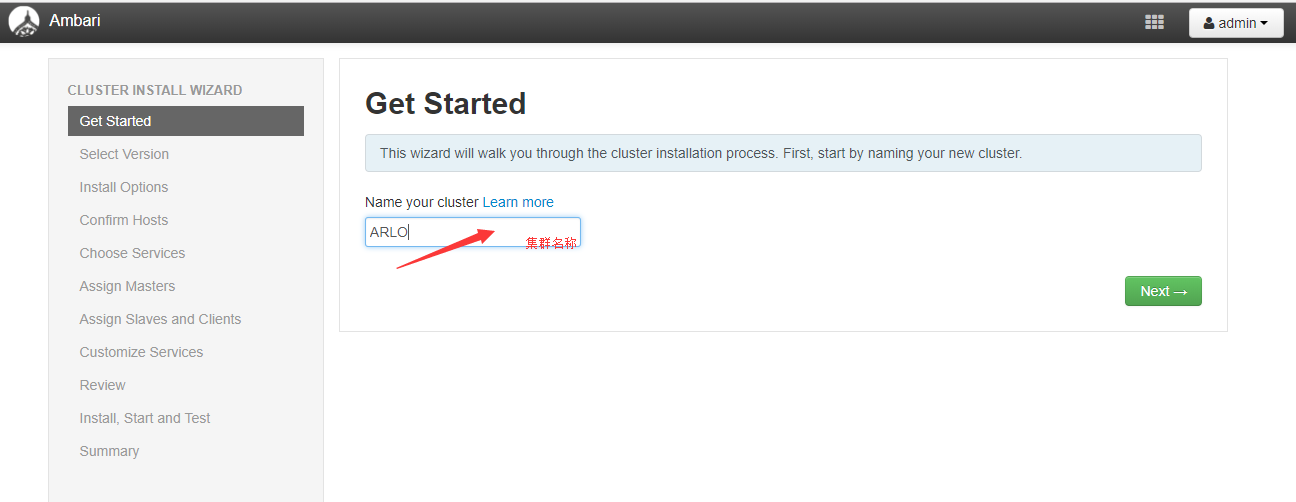 Ambari
admin
CLUSTER INSTALL WIZARD
Get Started
Select Version
Install Options
Confirm Hosts
Choose Services
Assign Masters
Assign Slaves and Clients
Customize Services
Review
Install, Start and Test
Summary
Get Started
This wizard will walk you through the cluster installation process. First, start by naming your new cluster.
Name your cluster Learn more
ARLO
集群名称
Next →